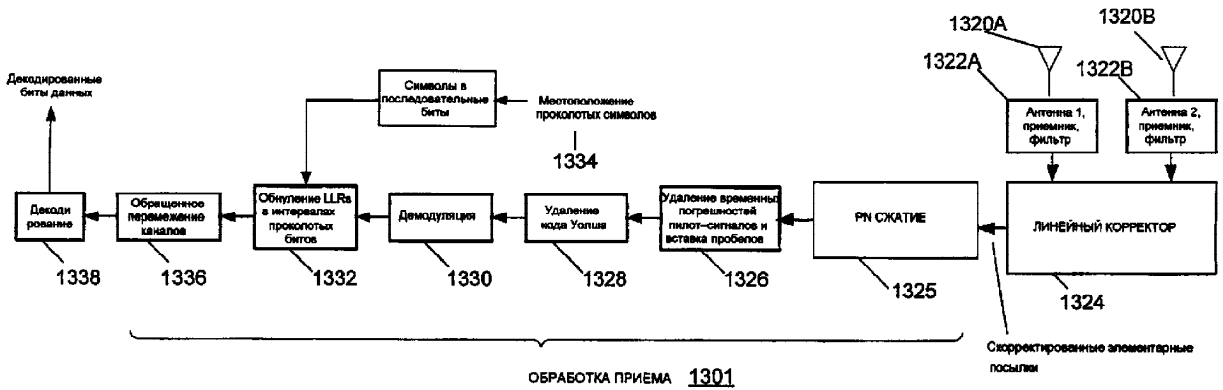 1320A
1320B
1322A
1322B
Антенна 1,
приемник,
фильтр
Антенна 2,
приемник,
фильтр
Декодированные
биты данных
Символы в
последовательные
биты
Местоположение
проколотых символов
1334
Декоди
рование
1338
Обращенное
перемежение
каналов
1336
Обнуление LLRs
в интервалах
проколотых
битов
1332
Демодуляция
1330
Удаление
кода Уолша
1328
Удаление временных
погрешностей
пилот–сигналов и
вставка пробелов
1326
PN СЖАТИЕ
1325
ЛИНЕЙНЫЙ КОРРЕКТОР
1324
Скорректированные элементарные
посылки
ОБРАБОТКА ПРИЕМА 1301